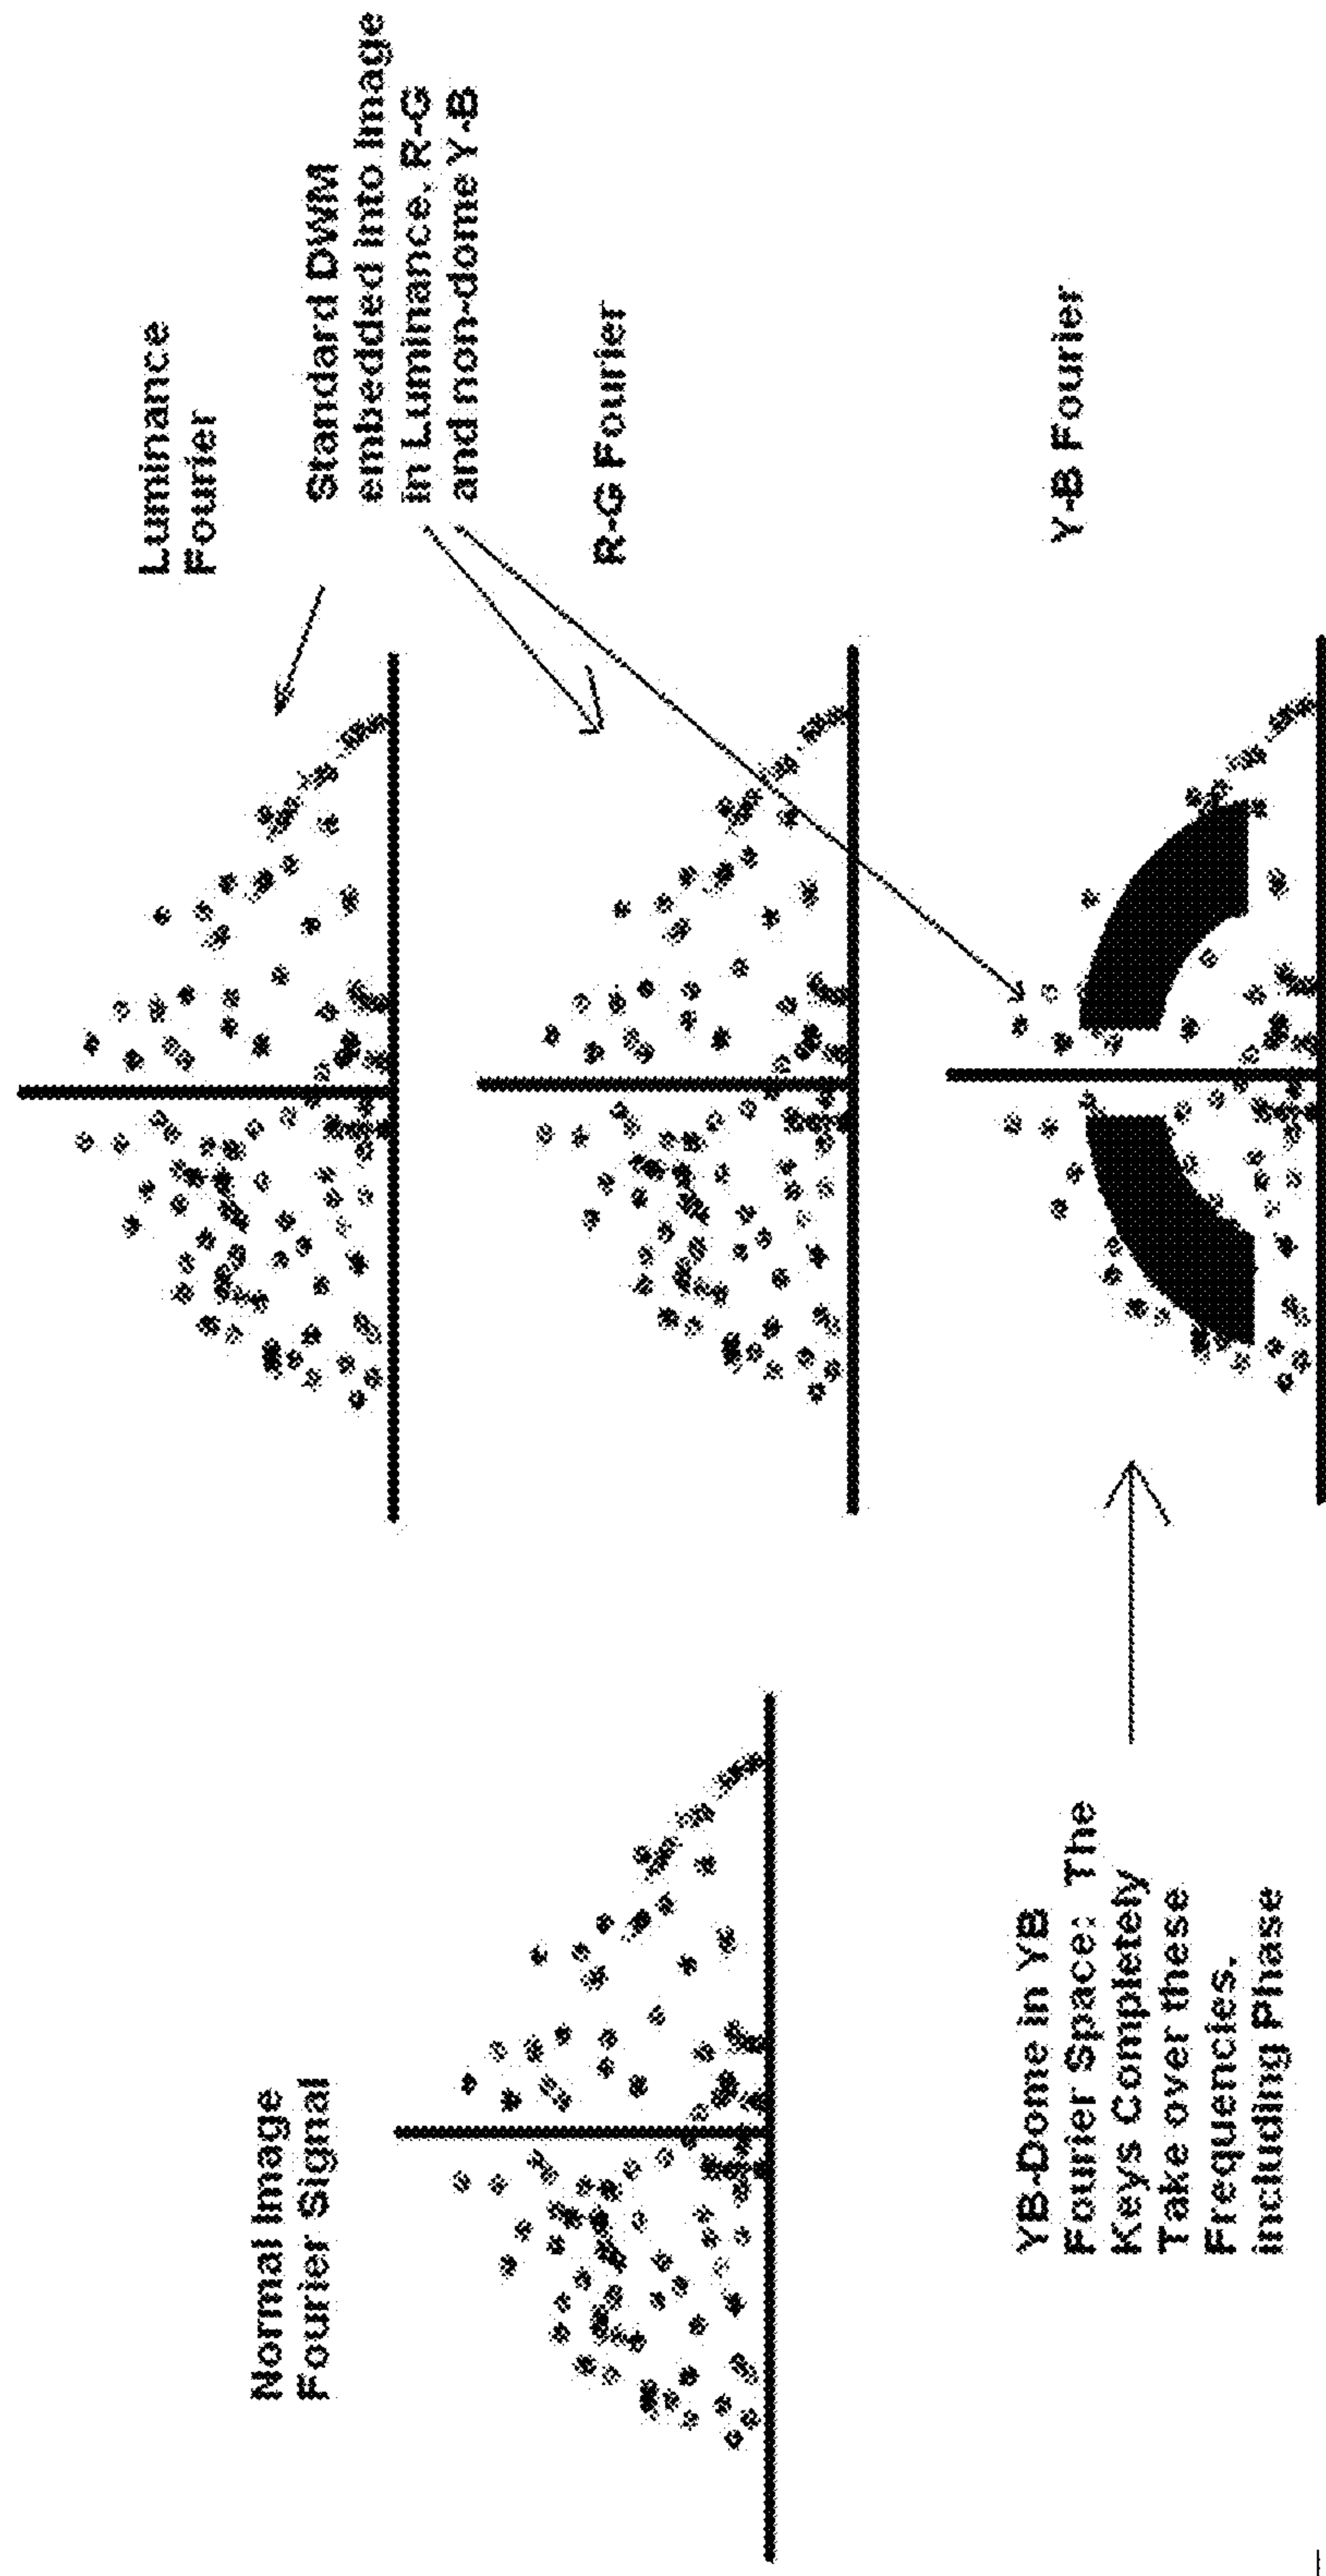 Normal Image
Fourier Signal
Luminance
Fourier
Standard DWM
embedded into Image
in Luminance, R-G
and non-dome Y-B
R-G Fourier
YB-Dome in YB
Fourier Space: The
Keys Completely
Take over these
Frequencies,
Including Phase
Y-B Fourier